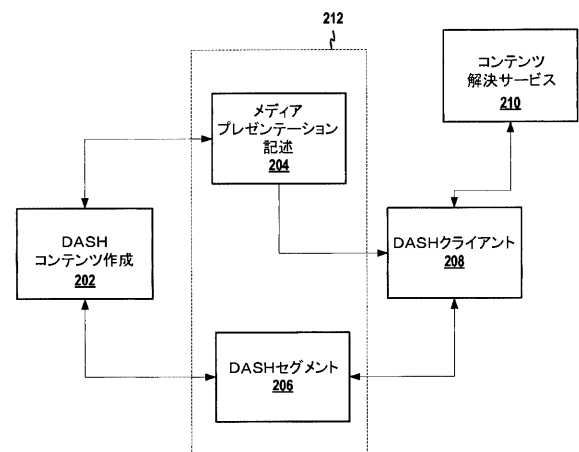 212
コンテンツ
解決サービス
210
メディア
プレゼンテーション
記述
204
DASH
コンテンツ作成
202
DASHクライアント
208
DASHセグメント
206